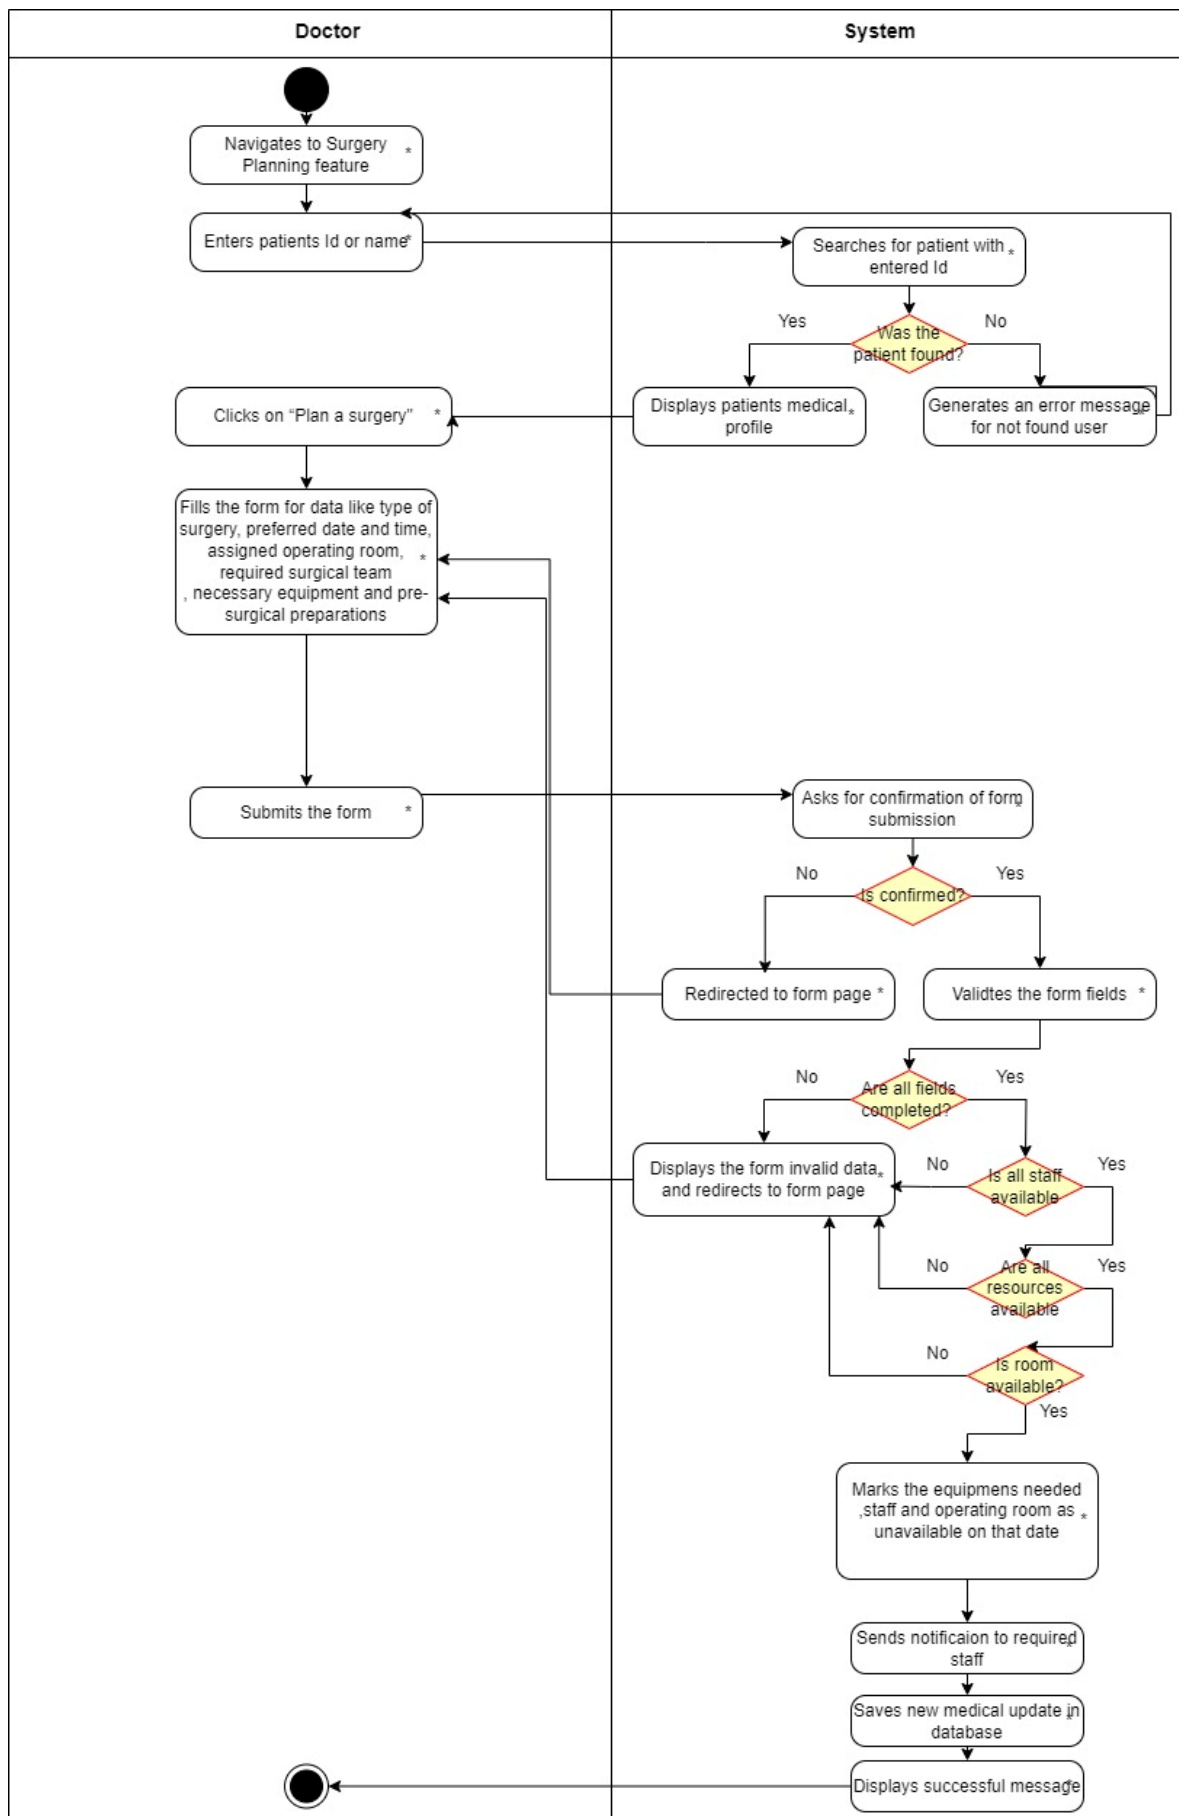 Doctor
System
Navigates to Surgery
Planning feature
*
Enters patients Id or name
*
Searches for patient with
entered Id
*
Yes
Was the
patient found?
No
Clicks on “Plan a surgery”
*
Displays patients medical
profile
*
Generates an error message
for not found user
*
Fills the form for data like type of
surgery, preferred date and time,
assigned operating room,
required surgical team
, necessary equipment and pre-
surgical preparations
*
Submits the form
*
Asks for confirmation of form
submission
*
No
Is confirmed?
Yes
Redirected to form page
*
Validtes the form fields
*
No
Are all fields
completed?
Yes
Displays the form invalid data
and redirects to form page
*
No
Is all staff
available
Yes
No
Are all
resources
available
Yes
No
Is room
available?
Yes
Marks the equipmens needed
,staff and operating room as
unavailable on that date
*
Sends notificaion to required
staff
*
Saves new medical update in
database
*
Displays successful message
*